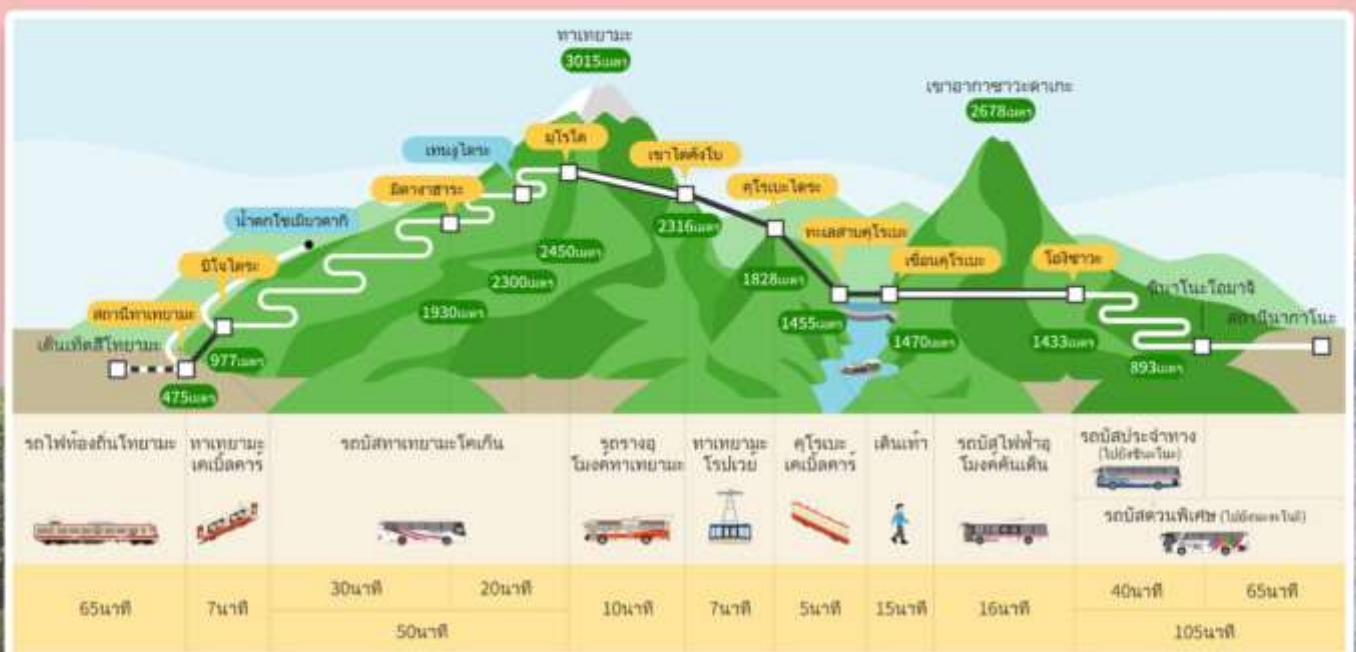 ทาเทยามะ
3015เมตร
เขาอากาซาวะดาเกะ
2678เมตร
มุโรโด
เทนงูไดระ
เขาไดคังโบ
มิดางาฮาระ
คุโรเบะไดระ
น้ำตกโชเมียวดากิ
2316เมตร
ทะเลสาบคุโรเบะ
2450เมตร
เขื่อนคุโรเบะ
โองิซาวะ
บิโจไดระ
2300เมตร
1828เมตร
ชินาโนะโอมาจิ
สถานีทาเทยามะ
1930เมตร
1455เมตร
สถานีนากาโนะ
เด็นเท็ตสึโทยามะ
977เมตร
1470เมตร
1433เมตร
893เมตร
475เมตร
รถไฟท้องถิ่นโทยามะ
ทาเทยามะ
เคเบิ้ลคาร์
รถบัสทาเทยามะโคเก็น
รถรางอุ
โมงค์ทาเทยามะ
ทาเทยามะ
โรปเวย์
คุโรเบะ
เคเบิ้ลคาร์
เดินเท้า
รถบัสไฟฟ้าอุ
โมงค์คันเด็น
รถบัสประจำทาง
รถบัสด่วนพิเศษ
65นาที
7นาที
30นาที
20นาที
50นาที
10นาที
7นาที
5นาที
15นาที
16นาที
40นาที
65นาที
105นาที